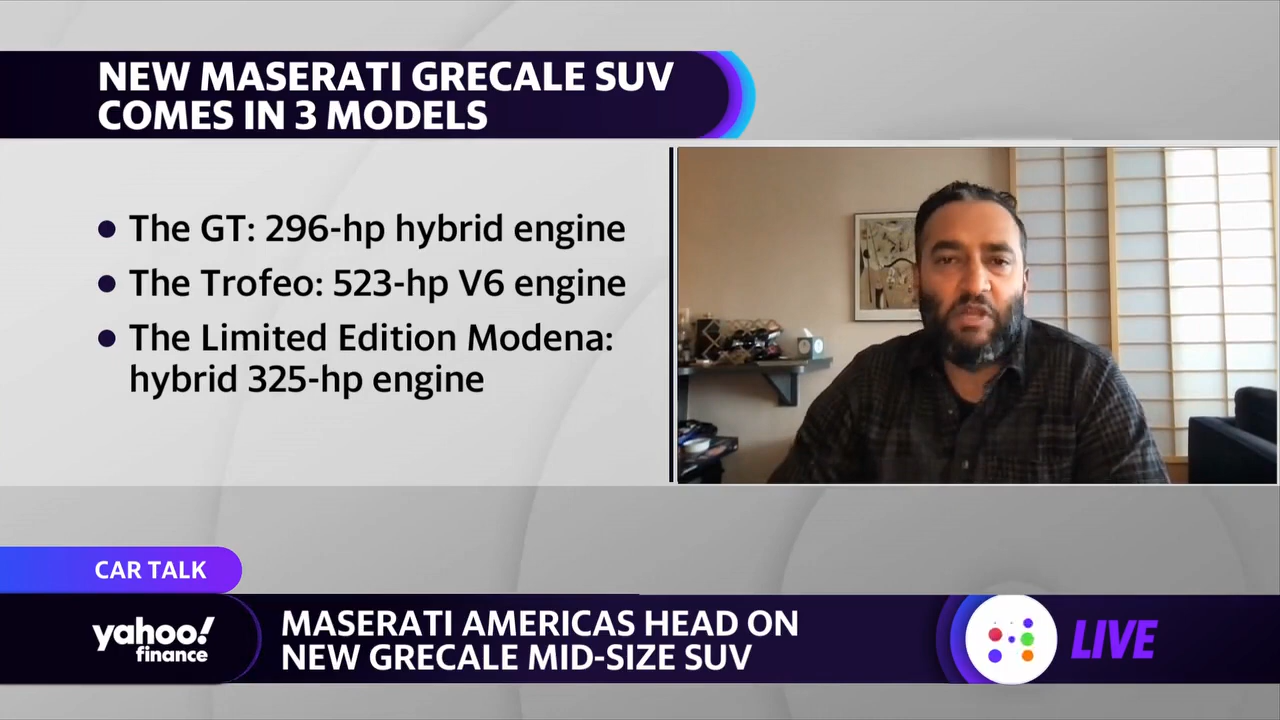 NEW MASERATI GRECALE SUV
COMES IN 3 MODELS
The GT: 296-hp hybrid engine
The Trofeo: 523-hp V6 engine
The Limited Edition Modena:
hybrid 325-hp engine
CAR TALK
yahoo!
finance
MASERATI AMERICAS HEAD ON
NEW GRECALE MID-SIZE SUV
LIVE